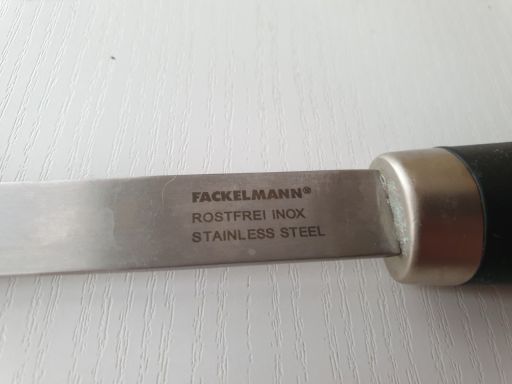 FACKELMANN®
ROSTFREI INOX
STAINLESS STEEL